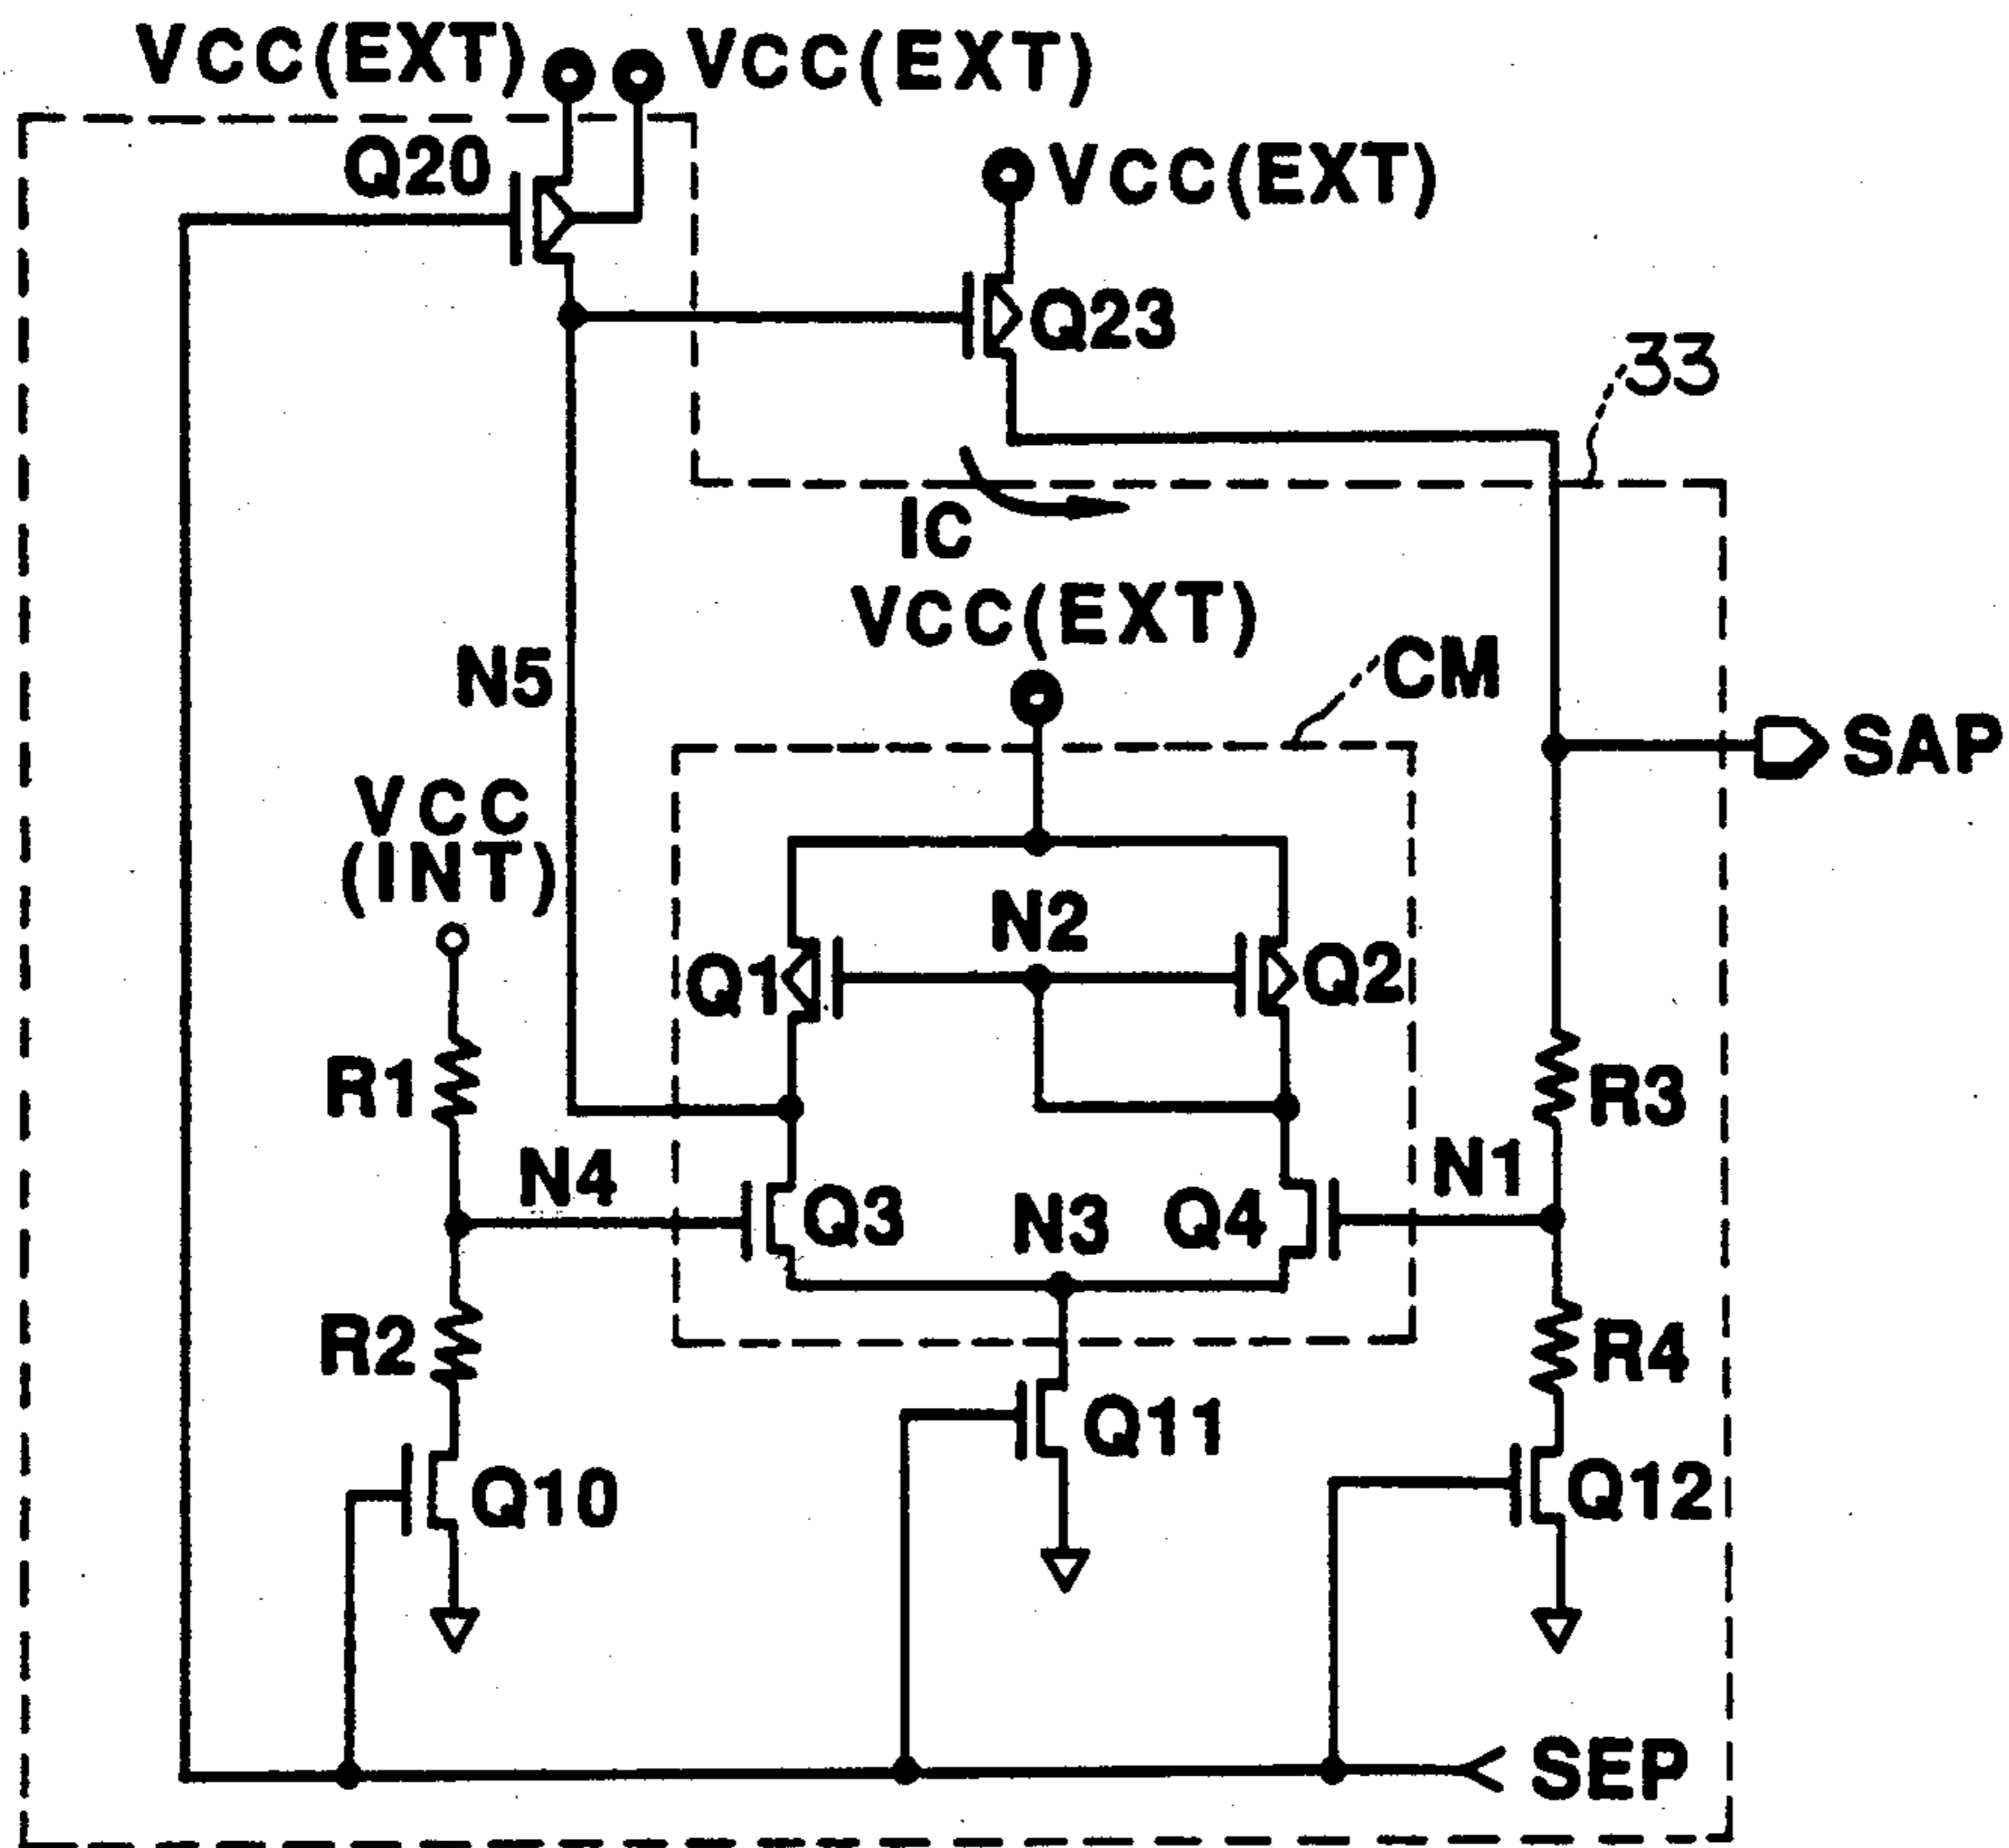 VCC(EXT) VCC(EXT)
Q20
VCC(EXT)
Q23
33
IC
VCC(EXT)
CM
N5
SAP
VCC
(INT)
N2
Q1 Q2
R1 R3
N4 Q3 N3 Q4 N1
R2 R4
Q11
Q10 Q12
SEP